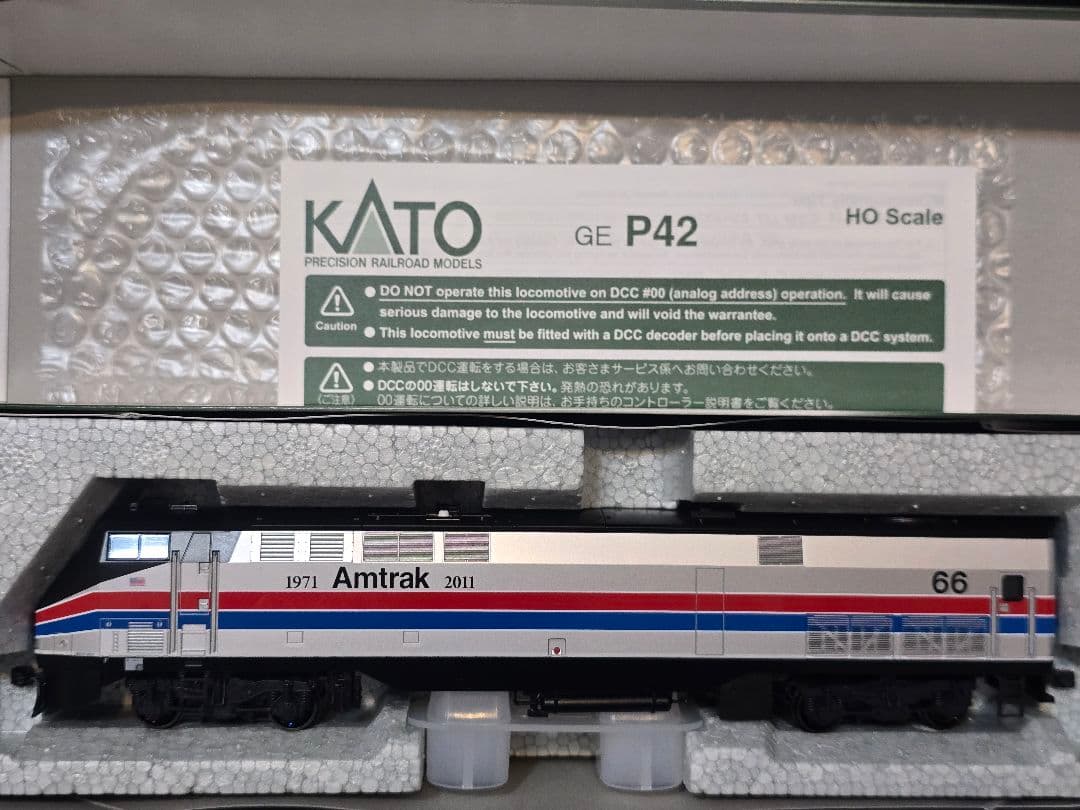 KATO
PRECISION RAILROAD MODELS
GE P42
HO Scale
Caution
● DO NOT operate this locomotive on DCC #00 (analog address) operation. It will cause
serious damage to the locomotive and will void the warrantee.
● This locomotive must be fitted with a DCC decoder before placing it onto a DCC system.
〈ご注意〉
● 本製品でDCC運転をする場合は、お客さまサービス係へお問い合わせください。
● DCCの00運転はしないで下さい。発熱の恐れがあります。
00運転についての詳しい説明は、お手持ちのコントローラー説明書をご覧ください。
1971 Amtrak 2011
66